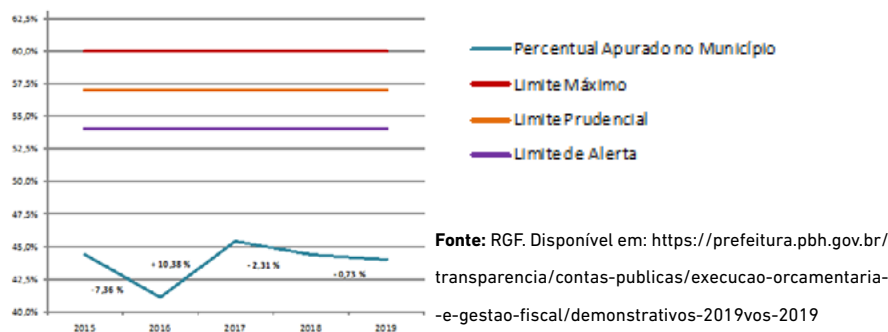 62,5%
60,0%
57,5%
55,0%
52,5%
50,0%
47,5%
45,0%
42,5%
40,0%
-7,36 %
+10,38%
-2,31 %
-0,73 %
2015 2016 2017 2018 2019
Percentual Apurado no Município
Limite Máximo
Limite Prudencial
Limite de Alerta
Fonte: RGF. Disponível em: https://prefeitura.pbh.gov.br/
transparencia/contas-publicas/execucao-orcamentaria-
-e-gestao-fiscal/demonstrativos-2019vos-2019